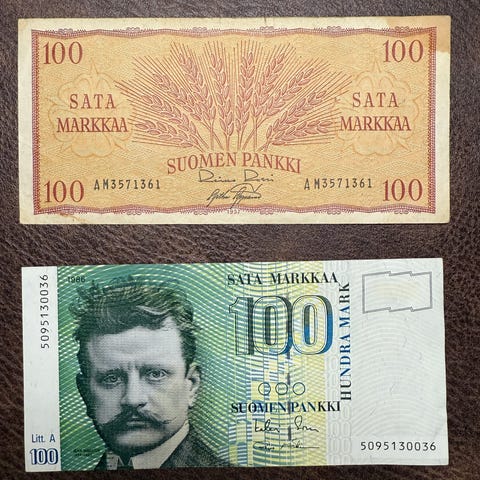 100 100
SATA SATA
MARKKAA MARKKAA
SUOMEN PANKKI
AM3571361 AM3571361
100 100
1957
1986
SATA MARKKAA
100
HUNDRA MARK
5095130036
SUOMEN PANKKI
Litt. A
100
5095130036